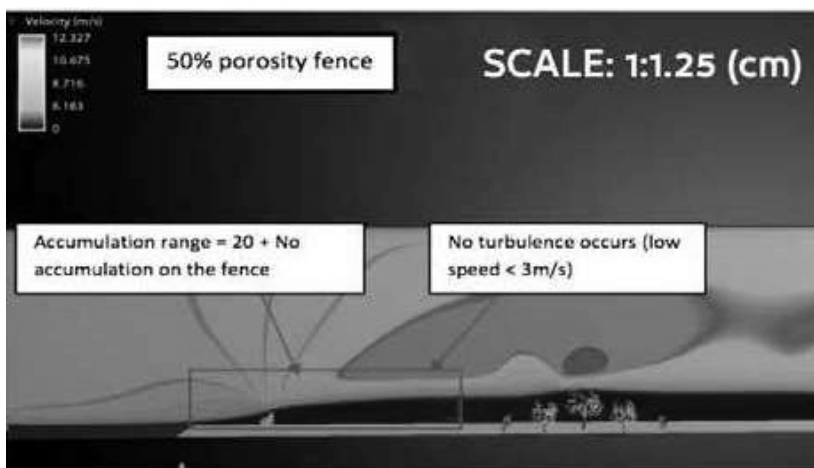 Velocity (m/s)
12.327
10.675
8.716
6.163
0
50% porosity fence
SCALE: 1:1.25 (cm)
Accumulation range = 20 + No
accumulation on the fence
No turbulence occurs (low
speed < 3m/s)